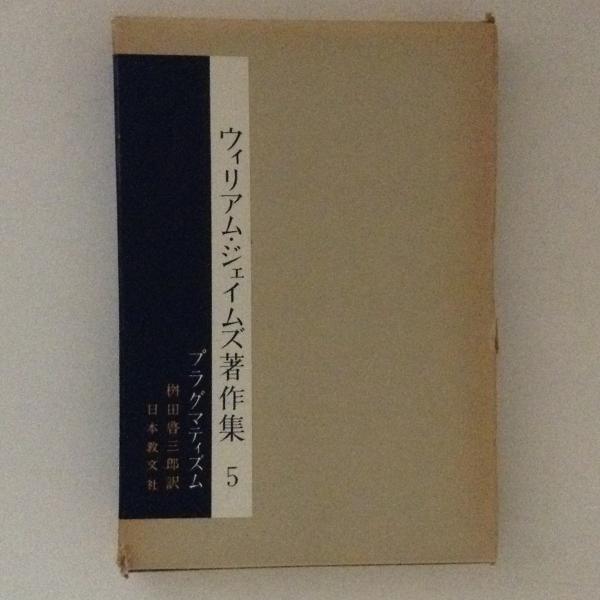 ウィリアム・ジェイムズ著作集 5
プラグマティズム
桝田啓三郎訳
日本教文社